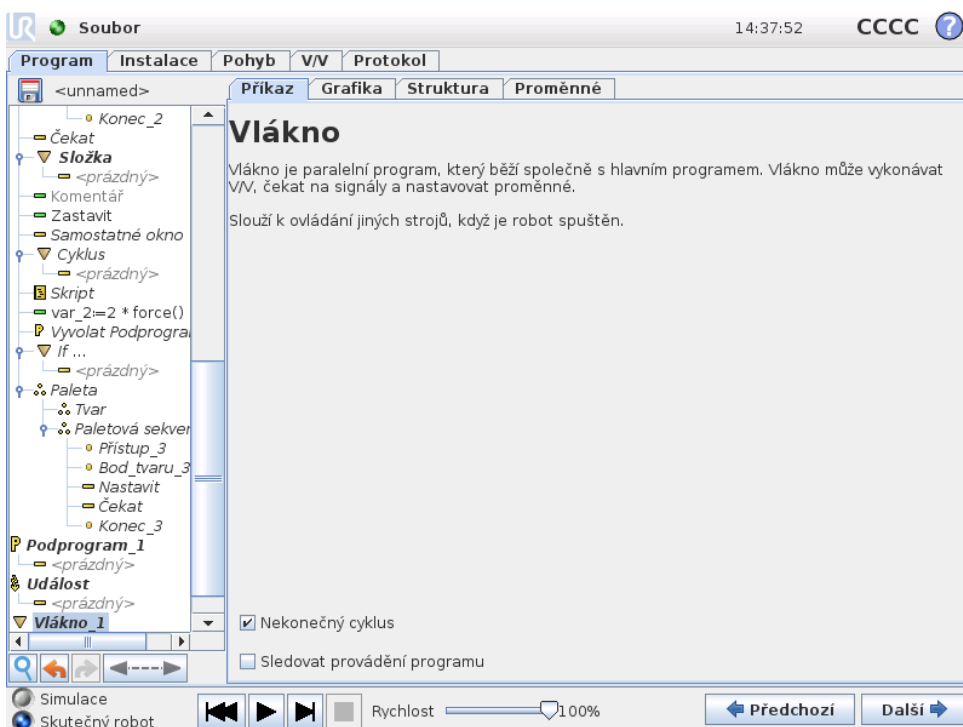 Soubor
14:37:52
CCCC
?
Program
Instalace
Pohyb
V/V
Protokol
<unnamed>
Příkaz
Grafika
Struktura
Proměnné
Konec_2
Čekat
Složka
<prázdný>
Komentář
Zastavit
Samostatné okno
Cyklus
<prázdný>
Skript
var_2:=2 * force()
Vyvolat Podprogra
If ...
<prázdný>
Paleta
Tvar
Paletová sekver
Přístup_3
Bod_tvaru_3
Nastavit
Čekat
Konec_3
Podprogram_1
<prázdný>
Událost
<prázdný>
Vlákno_1
Vlákno
Vlákno je paralelní program, který běží společně s hlavním programem. Vlákno může vykonávat
V/V, čekat na signály a nastavovat proměnné.
Slouží k ovládání jiných strojů, když je robot spuštěn.
Nekonečný cyklus
Sledovat provádění programu
Simulace
Skutečný robot
Rychlost
100%
Předchozí
Další